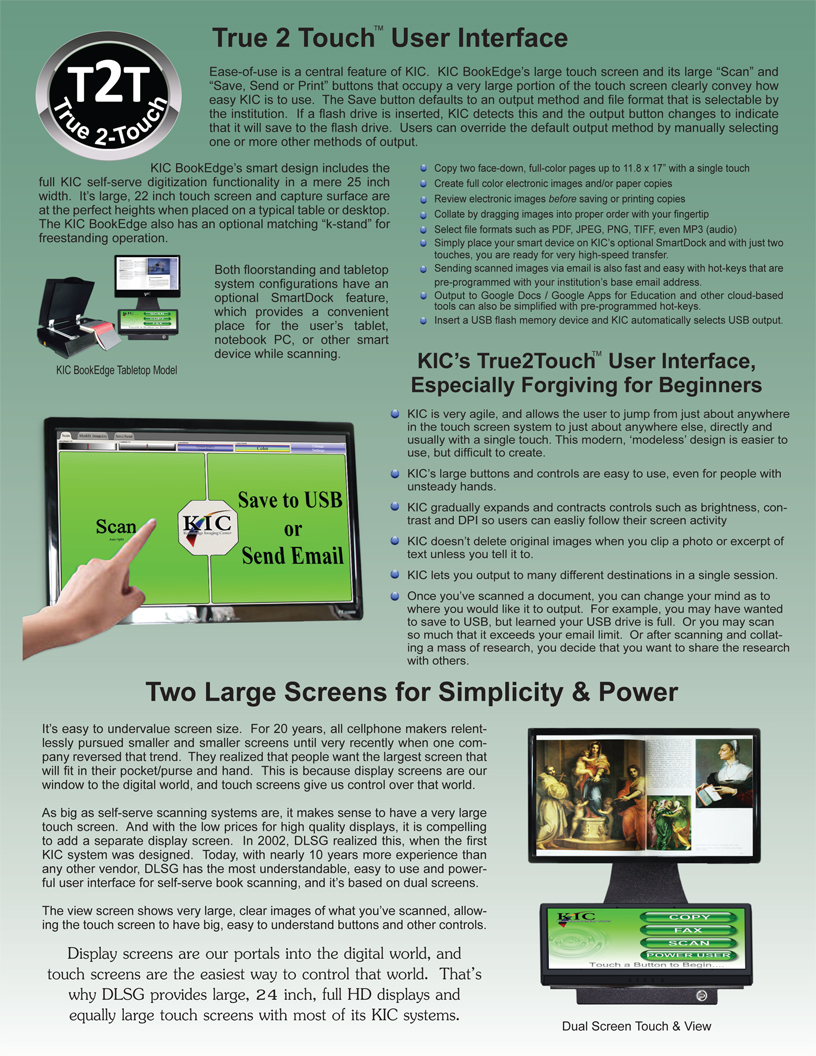 True 2 Touch™ User Interface
T2T
True 2-Touch
Ease-of-use is a central feature of KIC. KIC BookEdge's large touch screen and its large “Scan” and
“Save, Send or Print” buttons that occupy a very large portion of the touch screen clearly convey how
easy KIC is to use. The Save button defaults to an output method and file format that is selectable by
the institution. If a flash drive is inserted, KIC detects this and the output button changes to indicate
that it will save to the flash drive. Users can override the default output method by manually selecting
one or more other methods of output.
KIC BookEdge's smart design includes the
full KIC self-serve digitization functionality in a mere 25 inch
width. It's large, 22 inch touch screen and capture surface are
at the perfect heights when placed on a typical table or desktop.
The KIC BookEdge also has an optional matching “k-stand” for
freestanding operation.
Both floorstanding and tabletop
system configurations have an
optional SmartDock feature,
which provides a convenient
place for the user's tablet,
notebook PC, or other smart
device while scanning.
KIC BookEdge Tabletop Model
Copy two face-down, full-color pages up to 11.8 x 17” with a single touch
Create full color electronic images and/or paper copies
Review electronic images before saving or printing copies
Collate by dragging images into proper order with your fingertip
Select file formats such as PDF, JPEG, PNG, TIFF, even MP3 (audio)
Simply place your smart device on KIC's optional SmartDock and with just two
touches, you are ready for very high-speed transfer.
Sending scanned images via email is also fast and easy with hot-keys that are
pre-programmed with your institution's base email address.
Output to Google Docs / Google Apps for Education and other cloud-based
tools can also be simplified with pre-programmed hot-keys.
Insert a USB flash memory device and KIC automatically selects USB output.
KIC's True2Touch™ User Interface,
Especially Forgiving for Beginners
KIC is very agile, and allows the user to jump from just about anywhere
in the touch screen system to just about anywhere else, directly and
usually with a single touch. This modern, ‘modeless’ design is easier to
use, but difficult to create.
KIC's large buttons and controls are easy to use, even for people with
unsteady hands.
KIC gradually expands and contracts controls such as brightness, con-
trast and DPI so users can easliy follow their screen activity
KIC doesn't delete original images when you clip a photo or excerpt of
text unless you tell it to.
KIC lets you output to many different destinations in a single session.
Once you've scanned a document, you can change your mind as to
where you would like it to output. For example, you may have wanted
to save to USB, but learned your USB drive is full. Or you may scan
so much that it exceeds your email limit. Or after scanning and collat-
ing a mass of research, you decide that you want to share the research
with others.
Scan
KIC
Save to USB
or
Send Email
Two Large Screens for Simplicity & Power
It's easy to undervalue screen size. For 20 years, all cellphone makers relent-
lessly pursued smaller and smaller screens until very recently when one com-
pany reversed that trend. They realized that people want the largest screen that
will fit in their pocket/purse and hand. This is because display screens are our
window to the digital world, and touch screens give us control over that world.
As big as self-serve scanning systems are, it makes sense to have a very large
touch screen. And with the low prices for high quality displays, it is compelling
to add a separate display screen. In 2002, DLSG realized this, when the first
KIC system was designed. Today, with nearly 10 years more experience than
any other vendor, DLSG has the most understandable, easy to use and power-
ful user interface for self-serve book scanning, and it's based on dual screens.
The view screen shows very large, clear images of what you've scanned, allow-
ing the touch screen to have big, easy to understand buttons and other controls.
Display screens are our portals into the digital world, and
touch screens are the easiest way to control that world. That's
why DLSG provides large, 24 inch, full HD displays and
equally large touch screens with most of its KIC systems.
KIC
COPY
FAX
SCAN
POWER USER
Touch a Button to Begin....
Dual Screen Touch & View